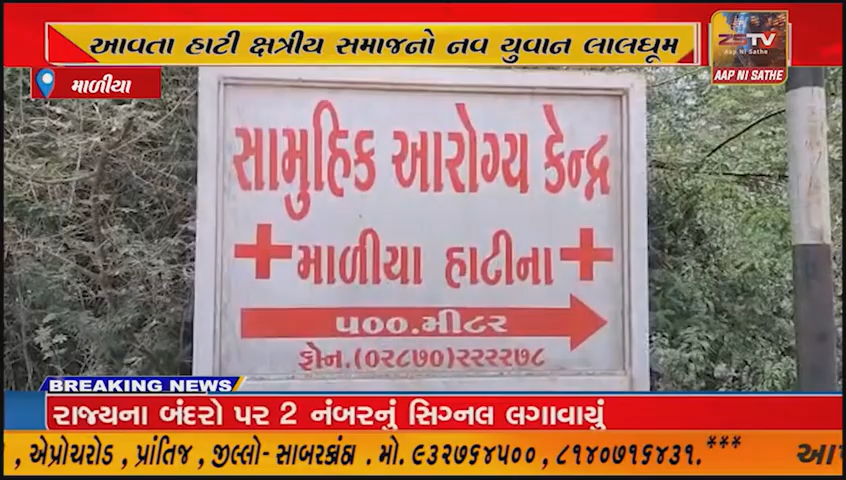 આવતા હાટી ક્ષત્રીય સમાજનો નવ યુવાન લાલઘૂમ
ZSTV
Aap Ni Sathe
AAP NI SATHE
માળીયા
સામુહિક આરોગ્ય કેન્દ્ર
માળીયા હાટીના
૫૦૦.મીટર
ફોન.(૦૨૮૭૦)૨૨૨૨૭૮
BREAKING NEWS
રાજ્યના બંદરો પર 2 નંબરનું સિગ્નલ લગાવાયું
, એપ્રોચરોડ , પ્રાંતિજ , જીલ્લો- સાબરકાંઠા . મો. ૯૩૨૭૬૪૫૦૦ , ૮૧૪૦૭૧૬૪૩૧.***